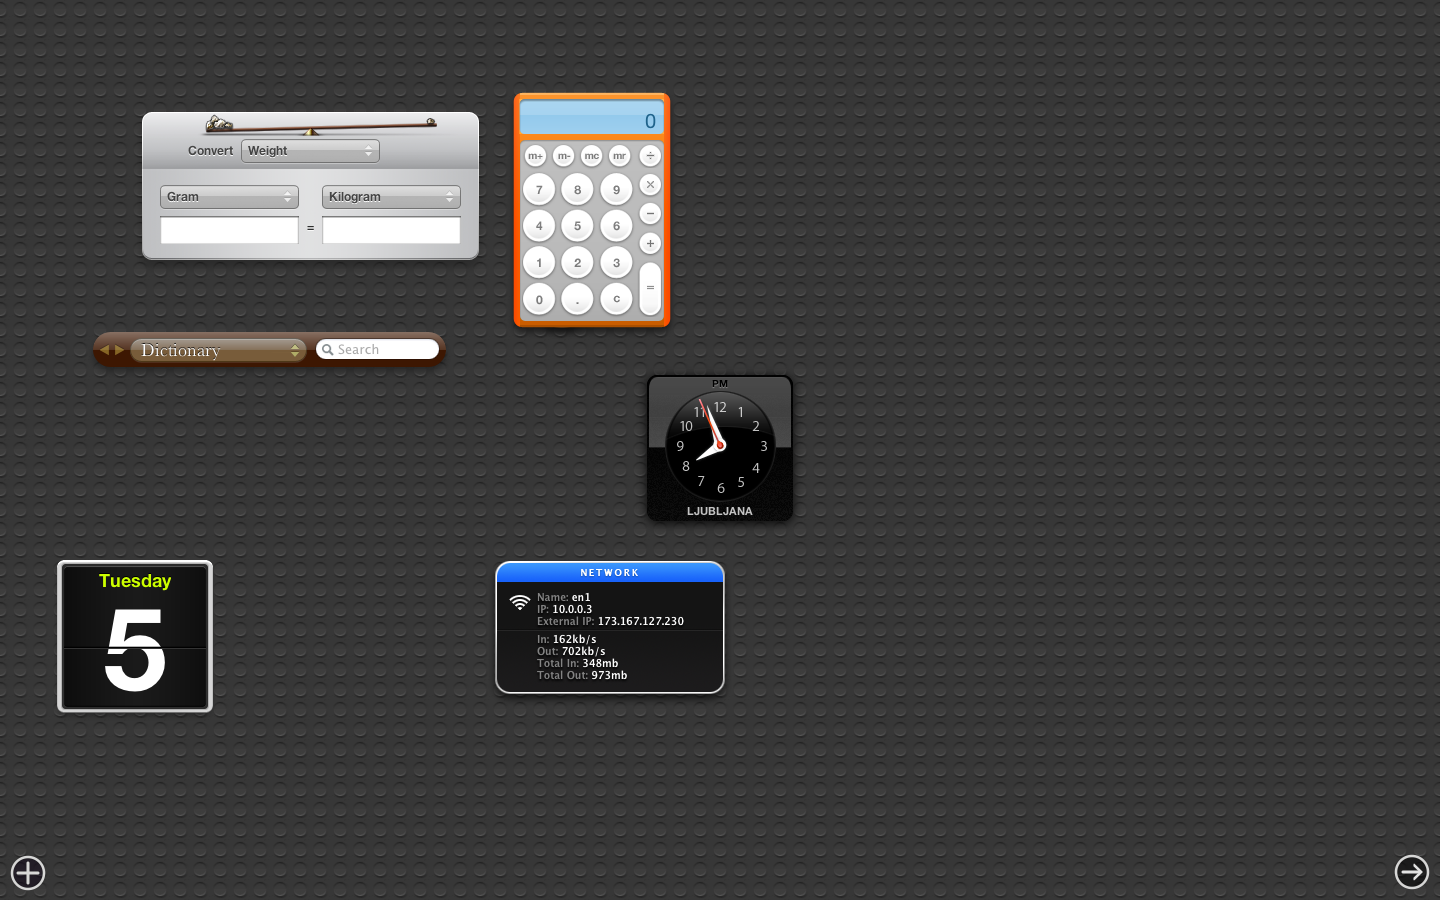 Convert Weight
Gram Kilogram
=
0
m+ m- mc mr ÷
7 8 9 ×
4 5 6 −
1 2 3 +
0 . c =
Dictionary Search
PM
12
1
2
3
4
5
6
7
8
9
10
11
LJUBLJANA
Tuesday
5
NETWORK
Name: en1
IP: 10.0.0.3
External IP: 173.167.127.230
In: 162kb/s
Out: 702kb/s
Total In: 348mb
Total Out: 973mb